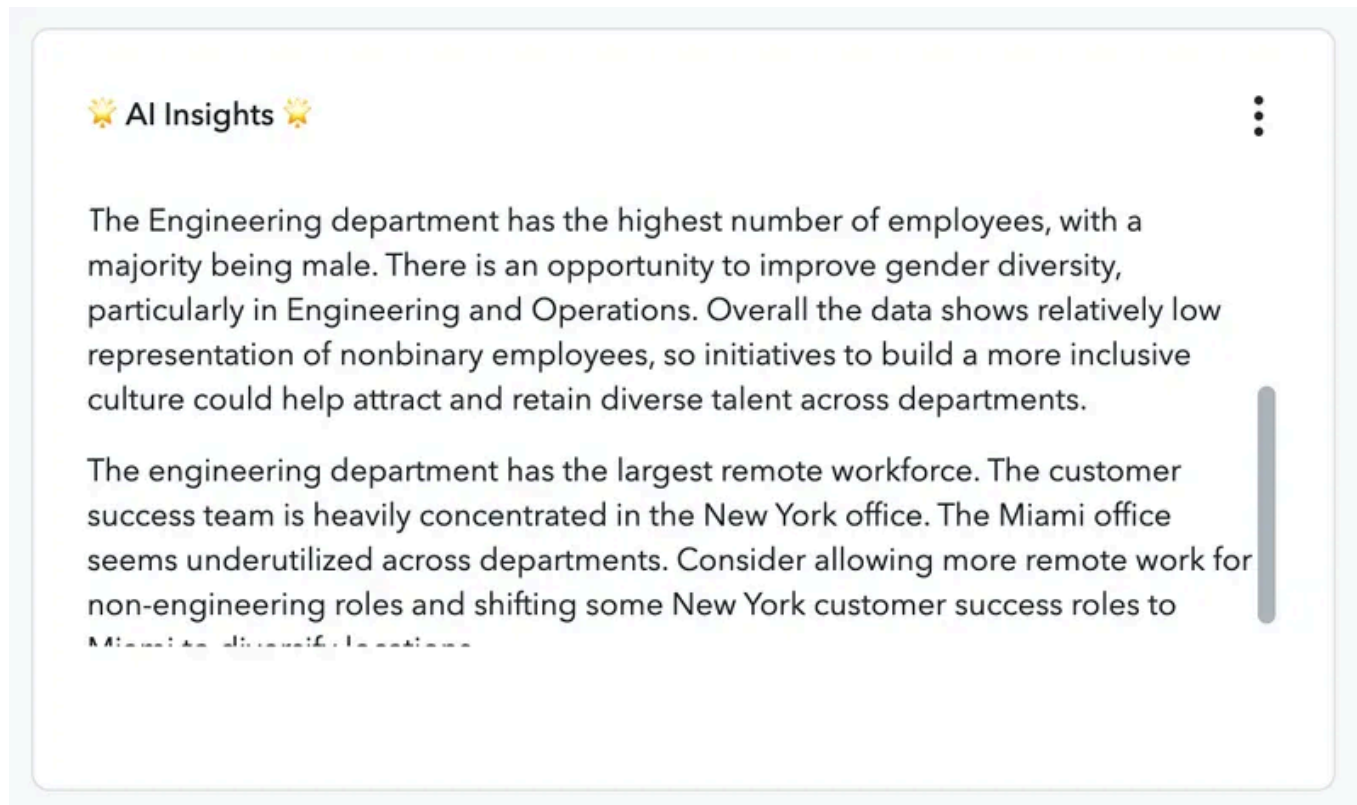 🌟 AI Insights 🌟
The Engineering department has the highest number of employees, with a
majority being male. There is an opportunity to improve gender diversity,
particularly in Engineering and Operations. Overall the data shows relatively low
representation of nonbinary employees, so initiatives to build a more inclusive
culture could help attract and retain diverse talent across departments.
The engineering department has the largest remote workforce. The customer
success team is heavily concentrated in the New York office. The Miami office
seems underutilized across departments. Consider allowing more remote work for
non-engineering roles and shifting some New York customer success roles to
Miami to diversify locations